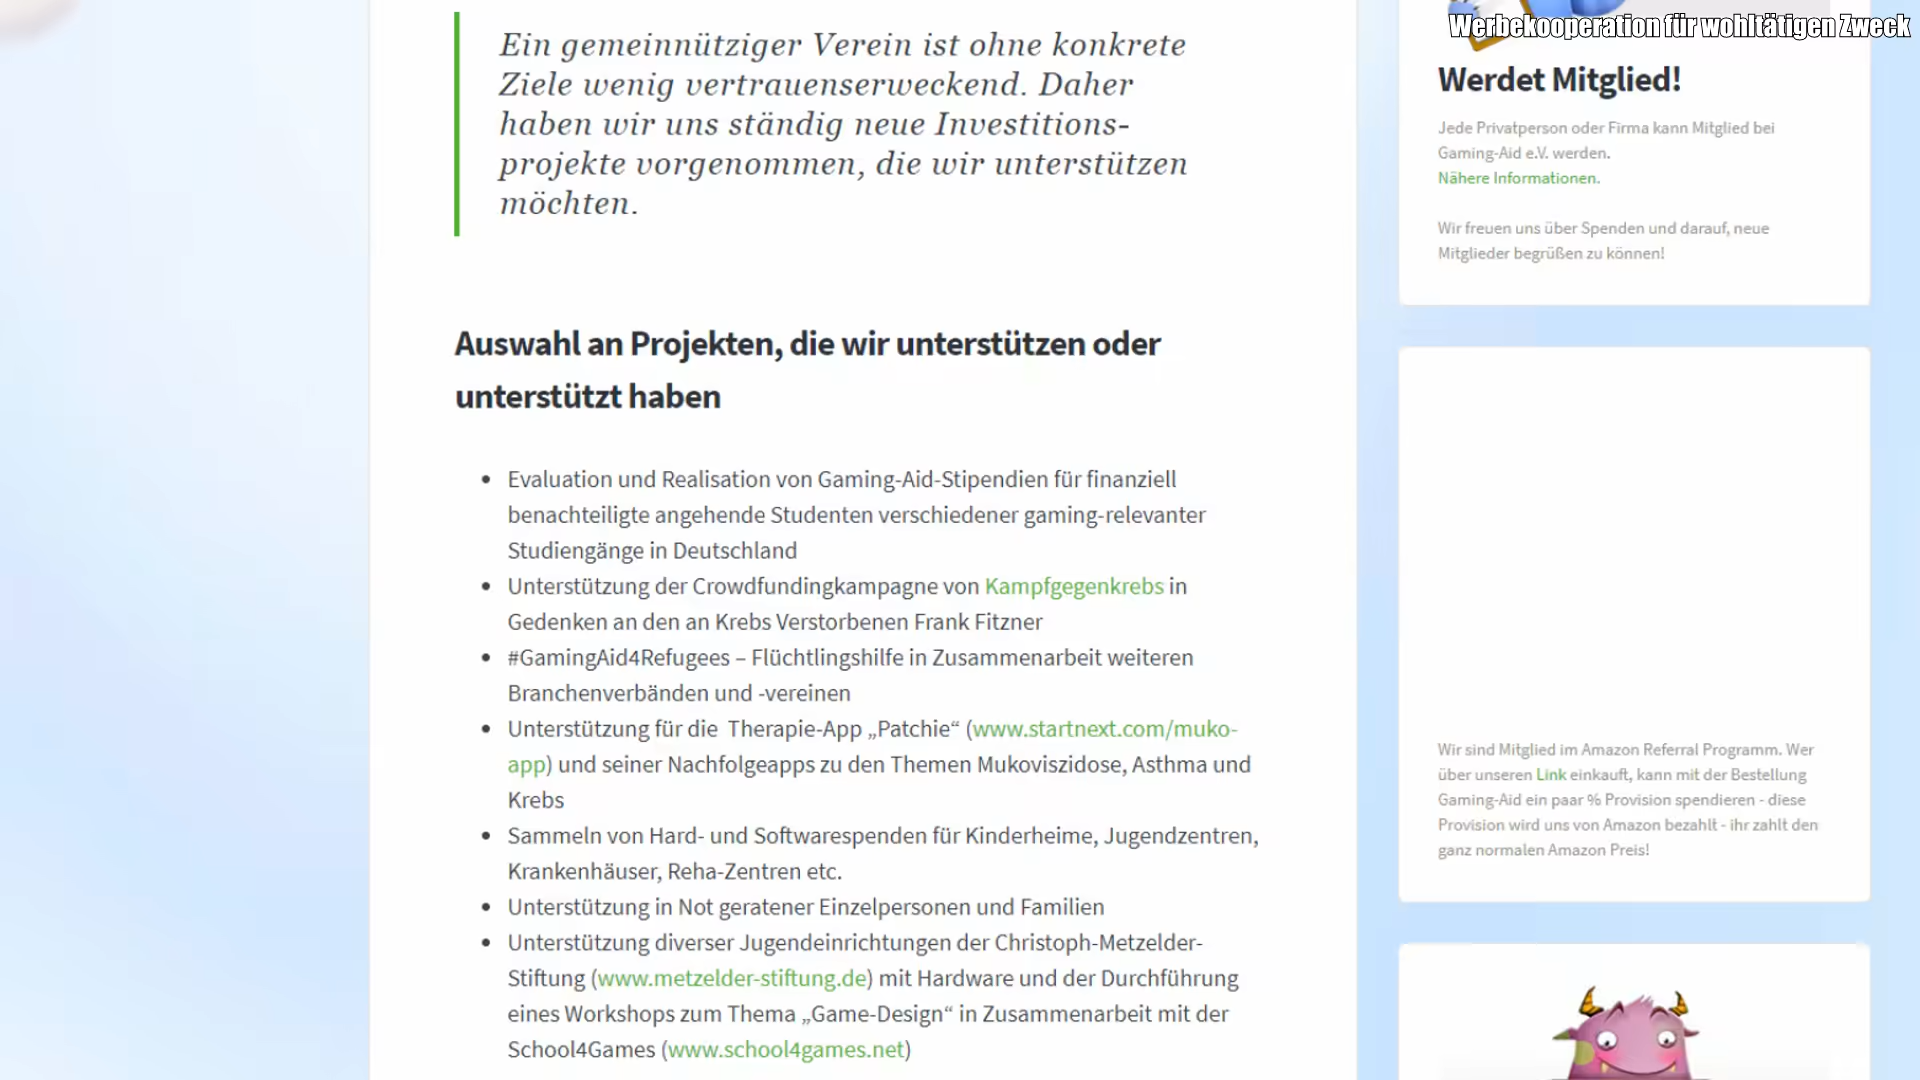 Ein gemeinnütziger Verein ist ohne konkrete
Ziele wenig vertrauenserweckend. Daher
haben wir uns ständig neue Investitions-
projekte vorgenommen, die wir unterstützen
möchten.
Auswahl an Projekten, die wir unterstützen oder
unterstützt haben
Evaluation und Realisation von Gaming-Aid-Stipendien für finanziell
benachteiligte angehende Studenten verschiedener gaming-relevanter
Studiengänge in Deutschland
Unterstützung der Crowdfundingkampagne von Kampfgegenkrebs in
Gedenken an den an Krebs Verstorbenen Frank Fitzner
#GamingAid4Refugees – Flüchtlingshilfe in Zusammenarbeit weiteren
Branchenverbänden und -vereinen
Unterstützung für die Therapie-App „Patchie“ (www.startnext.com/muko-
app) und seiner Nachfolgeapps zu den Themen Mukoviszidose, Asthma und
Krebs
Sammeln von Hard- und Softwarespenden für Kinderheime, Jugendzentren,
Krankenhäuser, Reha-Zentren etc.
Unterstützung in Not geratener Einzelpersonen und Familien
Unterstützung diverser Jugendeinrichtungen der Christoph-Metzelder-
Stiftung (www.metzelder-stiftung.de) mit Hardware und der Durchführung
eines Workshops zum Thema „Game-Design“ in Zusammenarbeit mit der
School4Games (www.school4games.net)
Werbekooperation für wohltätigen Zweck
Werdet Mitglied!
Jede Privatperson oder Firma kann Mitglied bei
Gaming-Aid e.V. werden.
Nähere Informationen.
Wir freuen uns über Spenden und darauf, neue
Mitglieder begrüßen zu können!
Wir sind Mitglied im Amazon Referral Programm. Wer
über unseren Link einkauft, kann mit der Bestellung
Gaming-Aid ein paar % Provision spendieren - diese
Provision wird uns von Amazon bezahlt - ihr zahlt den
ganz normalen Amazon Preis!